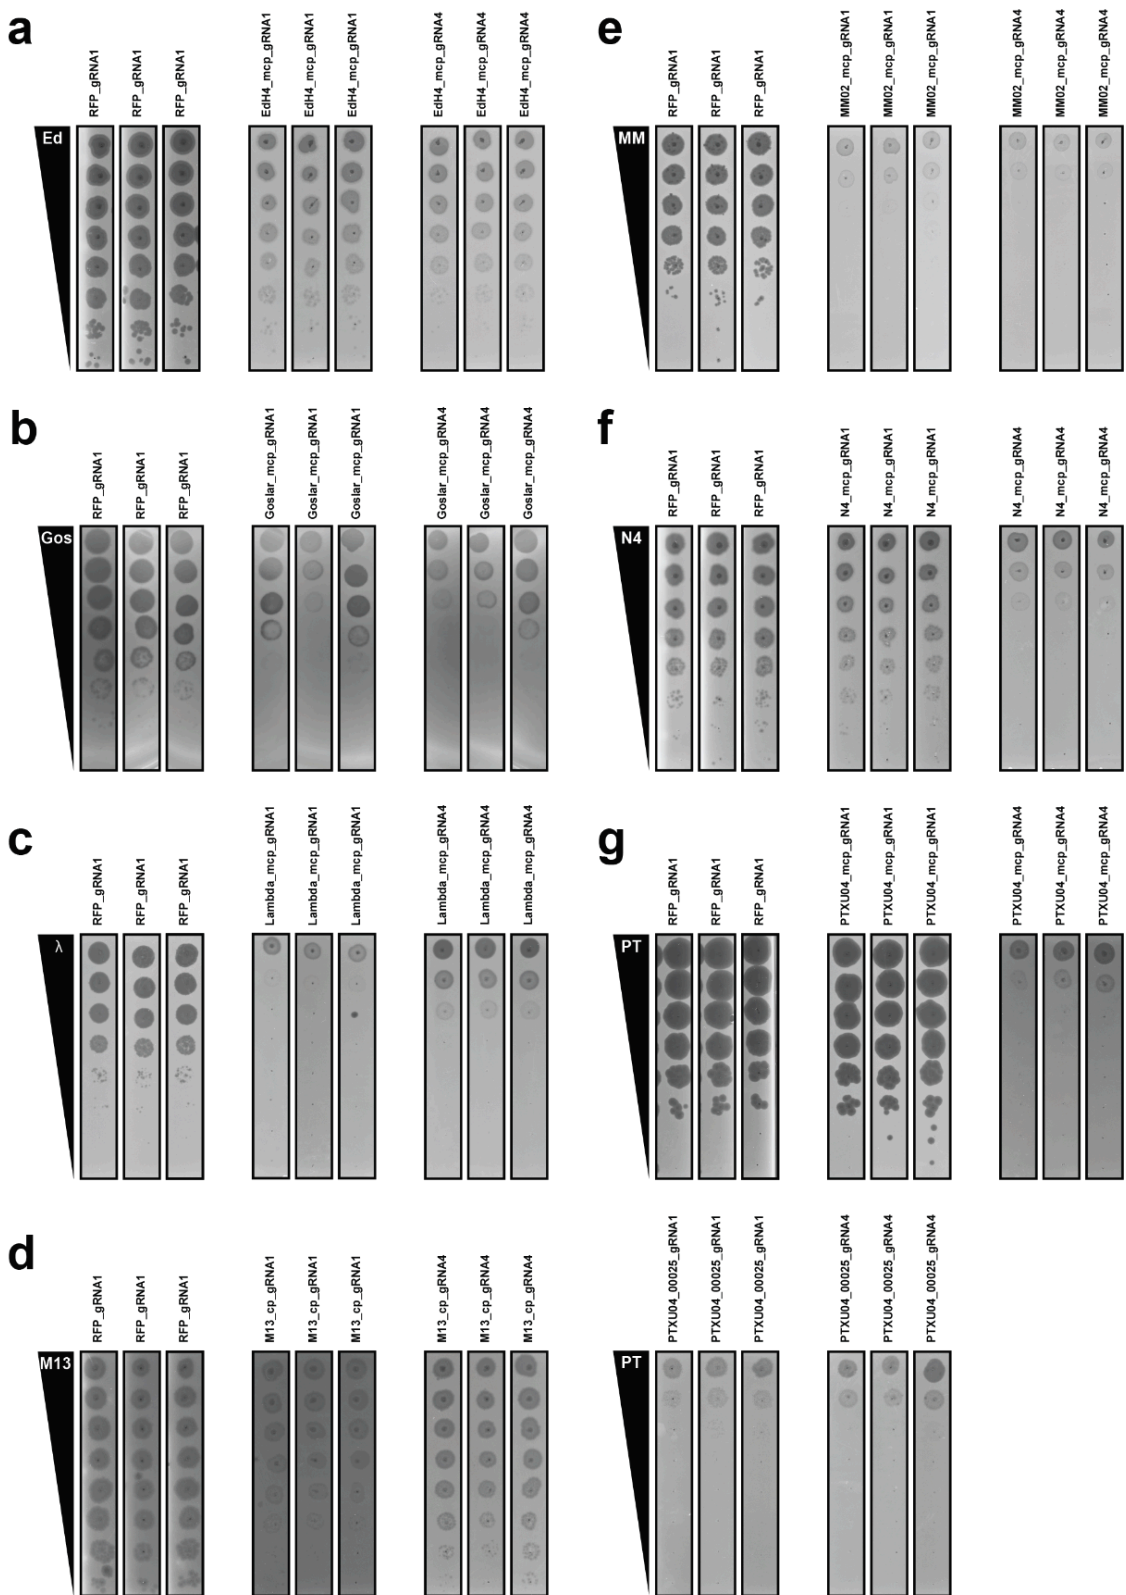 a
RFP_gRNA1
RFP_gRNA1
RFP_gRNA1
EdH4_mcp_gRNA1
EdH4_mcp_gRNA1
EdH4_mcp_gRNA1
EdH4_mcp_gRNA4
EdH4_mcp_gRNA4
EdH4_mcp_gRNA4
Ed
b
RFP_gRNA1
RFP_gRNA1
RFP_gRNA1
Goslar_mcp_gRNA1
Goslar_mcp_gRNA1
Goslar_mcp_gRNA1
Goslar_mcp_gRNA4
Goslar_mcp_gRNA4
Goslar_mcp_gRNA4
Gos
c
RFP_gRNA1
RFP_gRNA1
RFP_gRNA1
Lambda_mcp_gRNA1
Lambda_mcp_gRNA1
Lambda_mcp_gRNA1
Lambda_mcp_gRNA4
Lambda_mcp_gRNA4
Lambda_mcp_gRNA4
λ
d
RFP_gRNA1
RFP_gRNA1
RFP_gRNA1
M13_cp_gRNA1
M13_cp_gRNA1
M13_cp_gRNA1
M13_cp_gRNA4
M13_cp_gRNA4
M13_cp_gRNA4
M13
e
RFP_gRNA1
RFP_gRNA1
RFP_gRNA1
MM02_mcp_gRNA1
MM02_mcp_gRNA1
MM02_mcp_gRNA1
MM02_mcp_gRNA4
MM02_mcp_gRNA4
MM02_mcp_gRNA4
MM
f
RFP_gRNA1
RFP_gRNA1
RFP_gRNA1
N4_mcp_gRNA1
N4_mcp_gRNA1
N4_mcp_gRNA1
N4_mcp_gRNA4
N4_mcp_gRNA4
N4_mcp_gRNA4
N4
g
RFP_gRNA1
RFP_gRNA1
RFP_gRNA1
PTXU04_mcp_gRNA1
PTXU04_mcp_gRNA1
PTXU04_mcp_gRNA1
PTXU04_mcp_gRNA4
PTXU04_mcp_gRNA4
PTXU04_mcp_gRNA4
PT
PTXU04_00025_gRNA1
PTXU04_00025_gRNA1
PTXU04_00025_gRNA1
PTXU04_00025_gRNA4
PTXU04_00025_gRNA4
PTXU04_00025_gRNA4
PT